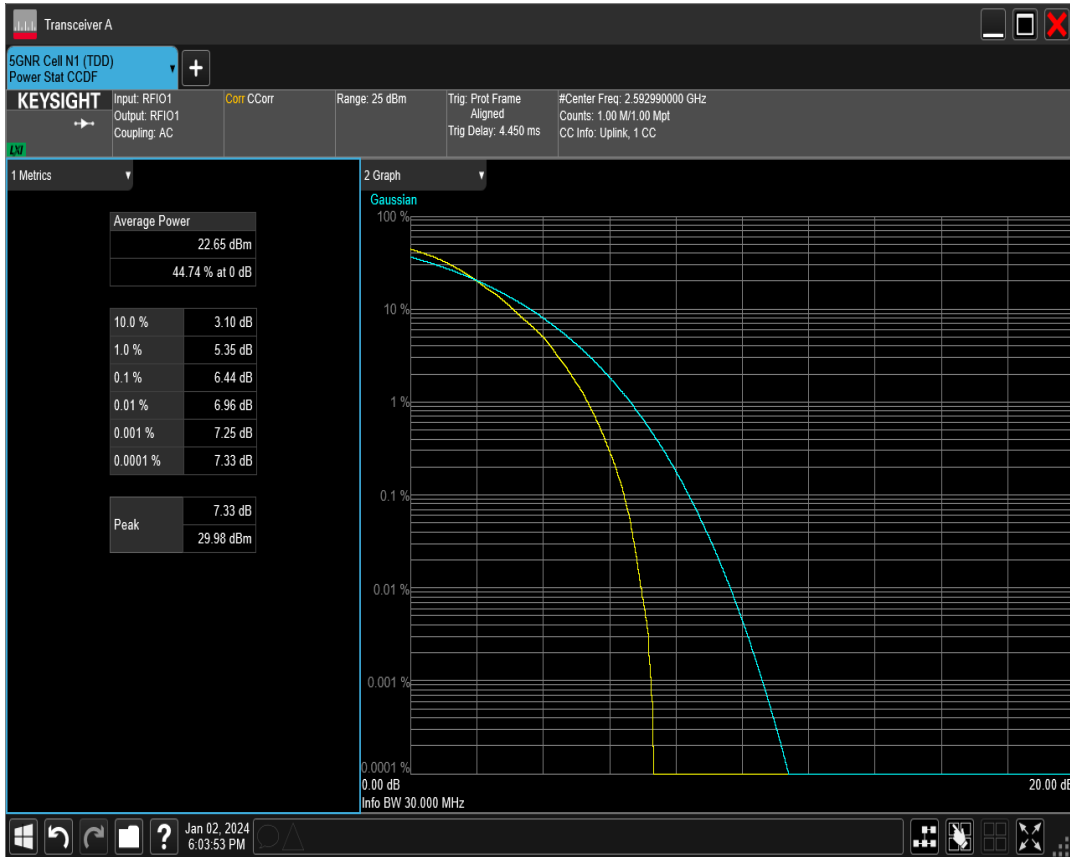 Transceiver A
5GNR Cell N1 (TDD)
Power Stat CCDF
KEYSIGHT
LXI
Input: RFIO1
Output: RFIO1
Coupling: AC
Corr CCorr
Range: 25 dBm
Trig: Prot Frame
Aligned
Trig Delay: 4.450 ms
#Center Freq: 2.592990000 GHz
Counts: 1.00 M/1.00 Mpt
CC Info: Uplink, 1 CC
1 Metrics
Average Power
22.65 dBm
44.74 % at 0 dB
10.0 % 3.10 dB
1.0 % 5.35 dB
0.1 % 6.44 dB
0.01 % 6.96 dB
0.001 % 7.25 dB
0.0001 % 7.33 dB
Peak
7.33 dB
29.98 dBm
2 Graph
Gaussian
100 %
10 %
1 %
0.1 %
0.01 %
0.001 %
0.0001 %
0.00 dB 20.00 dB
Info BW 30.000 MHz
?
Jan 02, 2024
6:03:53 PM